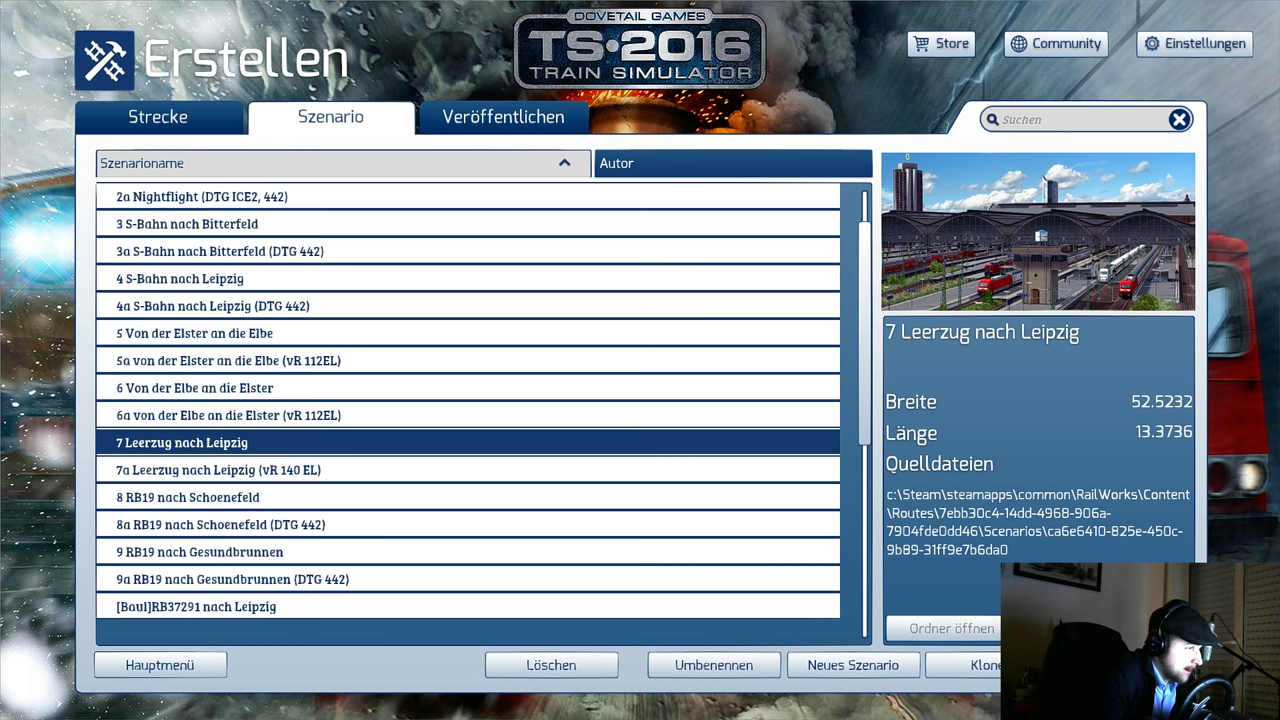 DOVETAIL GAMES
TS•2016
TRAIN SIMULATOR
Erstellen
Store
Community
Einstellungen
Strecke
Szenario
Veröffentlichen
Suchen
Szenarioname
Autor
2a Nightflight (DTG ICE2, 442)
3 S-Bahn nach Bitterfeld
3a S-Bahn nach Bitterfeld (DTG 442)
4 S-Bahn nach Leipzig
4a S-Bahn nach Leipzig (DTG 442)
5 Von der Elster an die Elbe
5a von der Elster an die Elbe (vR 112EL)
6 Von der Elbe an die Elster
6a von der Elbe an die Elster (vR 112EL)
7 Leerzug nach Leipzig
7a Leerzug nach Leipzig (vR 140 EL)
8 RB19 nach Schoenefeld
8a RB19 nach Schoenefeld (DTG 442)
9 RB19 nach Gesundbrunnen
9a RB19 nach Gesundbrunnen (DTG 442)
[Baul]RB37291 nach Leipzig
0
7 Leerzug nach Leipzig
Breite 52.5232
Länge 13.3736
Quelldateien
c:\Steam\steamapps\common\RailWorks\Content
\Routes\7ebb30c4-14dd-4968-906a-
7904fde0dd46\Scenarios\ca6e6410-825e-450c-
9b89-31ff9e7b6da0
Ordner öffnen
Hauptmenü
Löschen
Umbenennen
Neues Szenario
Klone